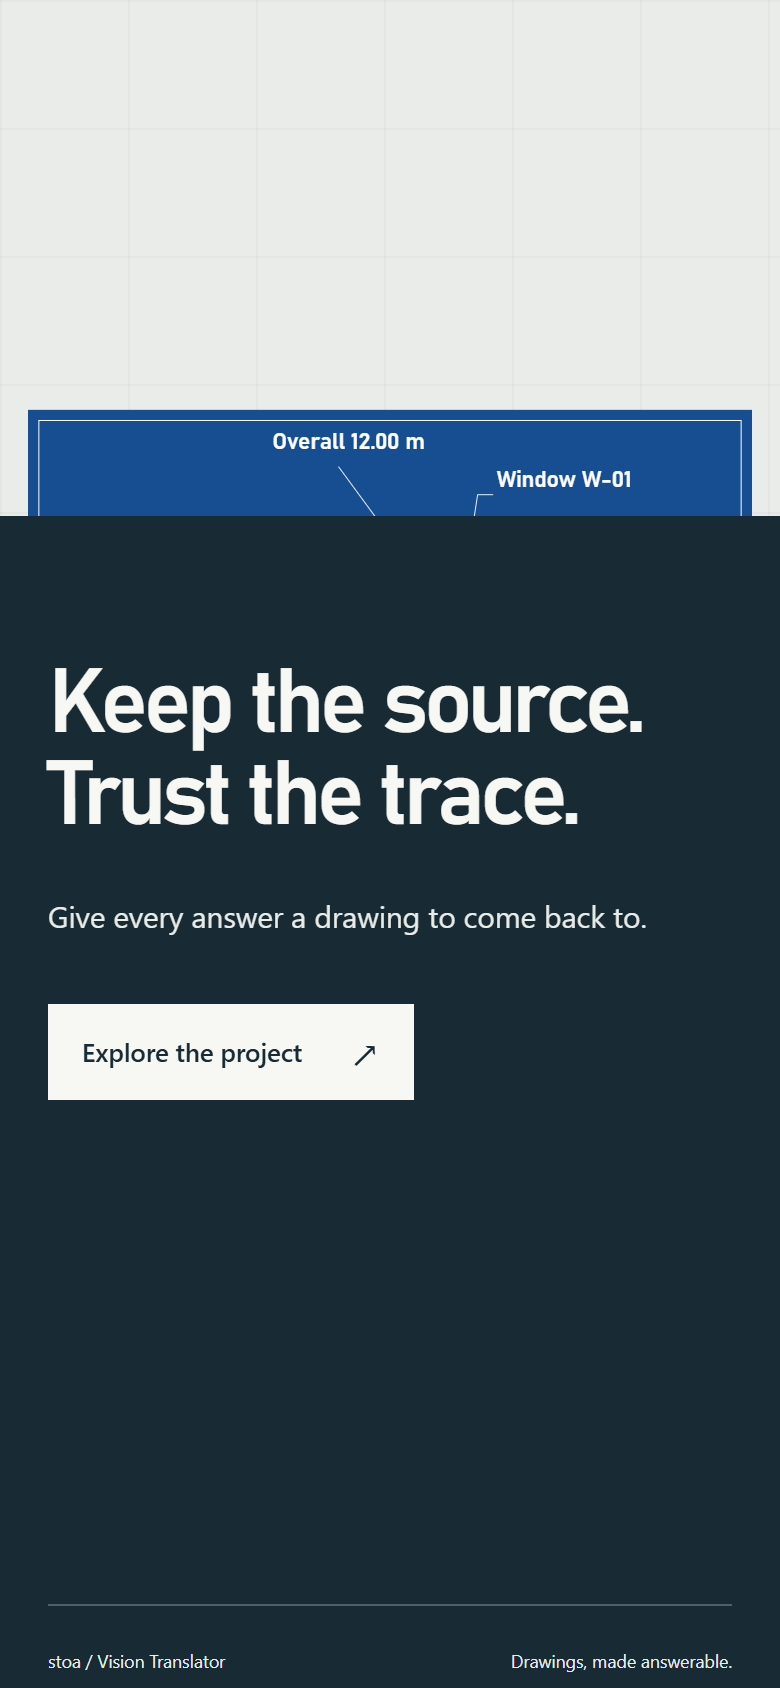 Overall 12.00 m
Window W-01
Keep the source.
Trust the trace.
Give every answer a drawing to come back to.
Explore the project ↗
stoa / Vision Translator
Drawings, made answerable.